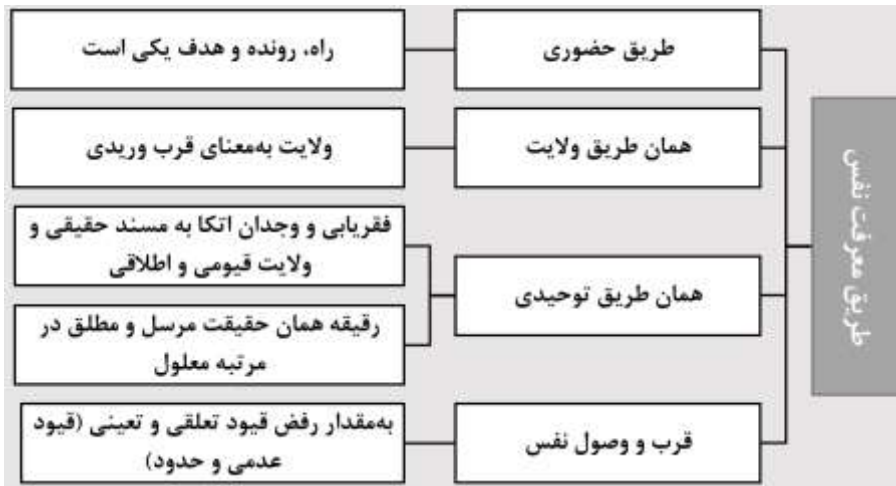 طریق معرفت نفس
طریق حضوری
راه، رونده و هدف یکی است
همان طریق ولایت
ولایت به‌معنای قرب وریدی
همان طریق توحیدی
فقریابی و وجدان اتکا به مسند حقیقی و
ولایت قیومی و اطلاقی
رقیقه همان حقیقت مرسل و مطلق در
مرتبه معلول
قرب و وصول نفس
به‌مقدار رفض قیود تعلقی و تعینی (قیود
عدمی و حدود)